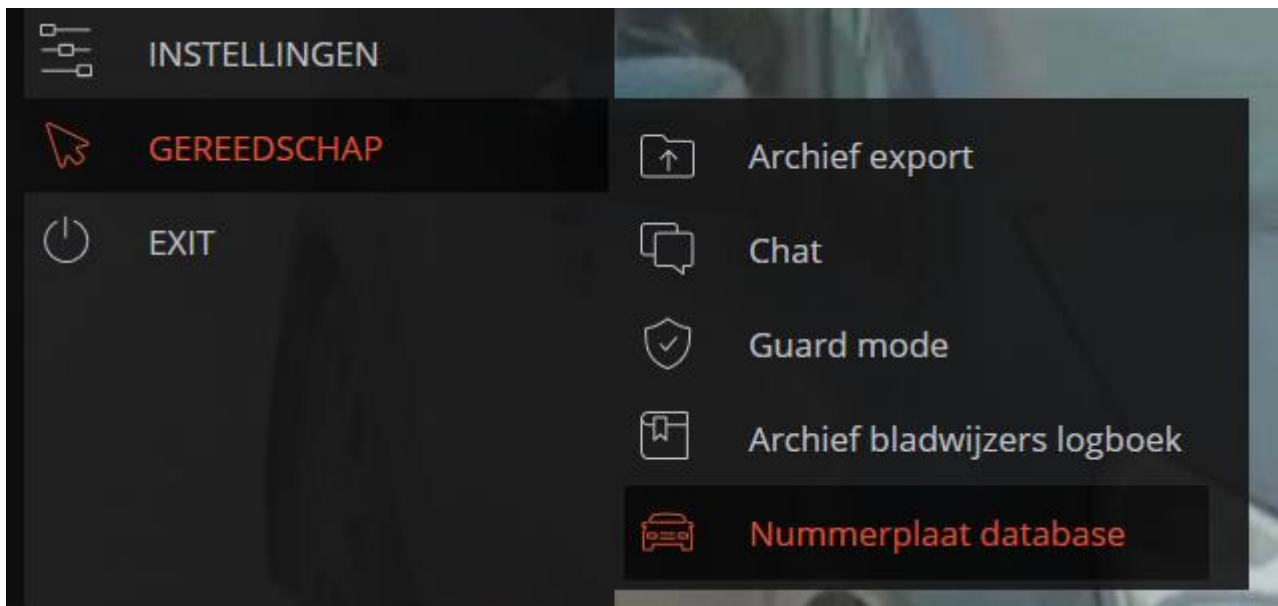 INSTELLINGEN
GEREEDSCHAP
EXIT
Archief export
Chat
Guard mode
Archief bladwijzers logboek
Nummerplaat database